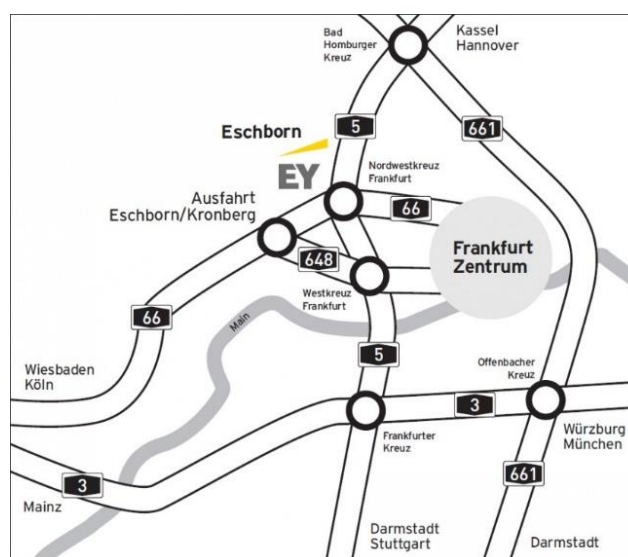 Bad
Homburger
Kreuz
Kassel
Hannover
5
661
Eschborn
EY
Nordwestkreuz
Frankfurt
Ausfahrt
Eschborn/Kronberg
66
648
Frankfurt
Zentrum
Westkreuz
Frankfurt
66
Main
5
Wiesbaden
Köln
Offenbacher
Kreuz
3
Frankfurter
Kreuz
Würzburg
München
3
661
Mainz
Darmstadt
Stuttgart
Darmstadt